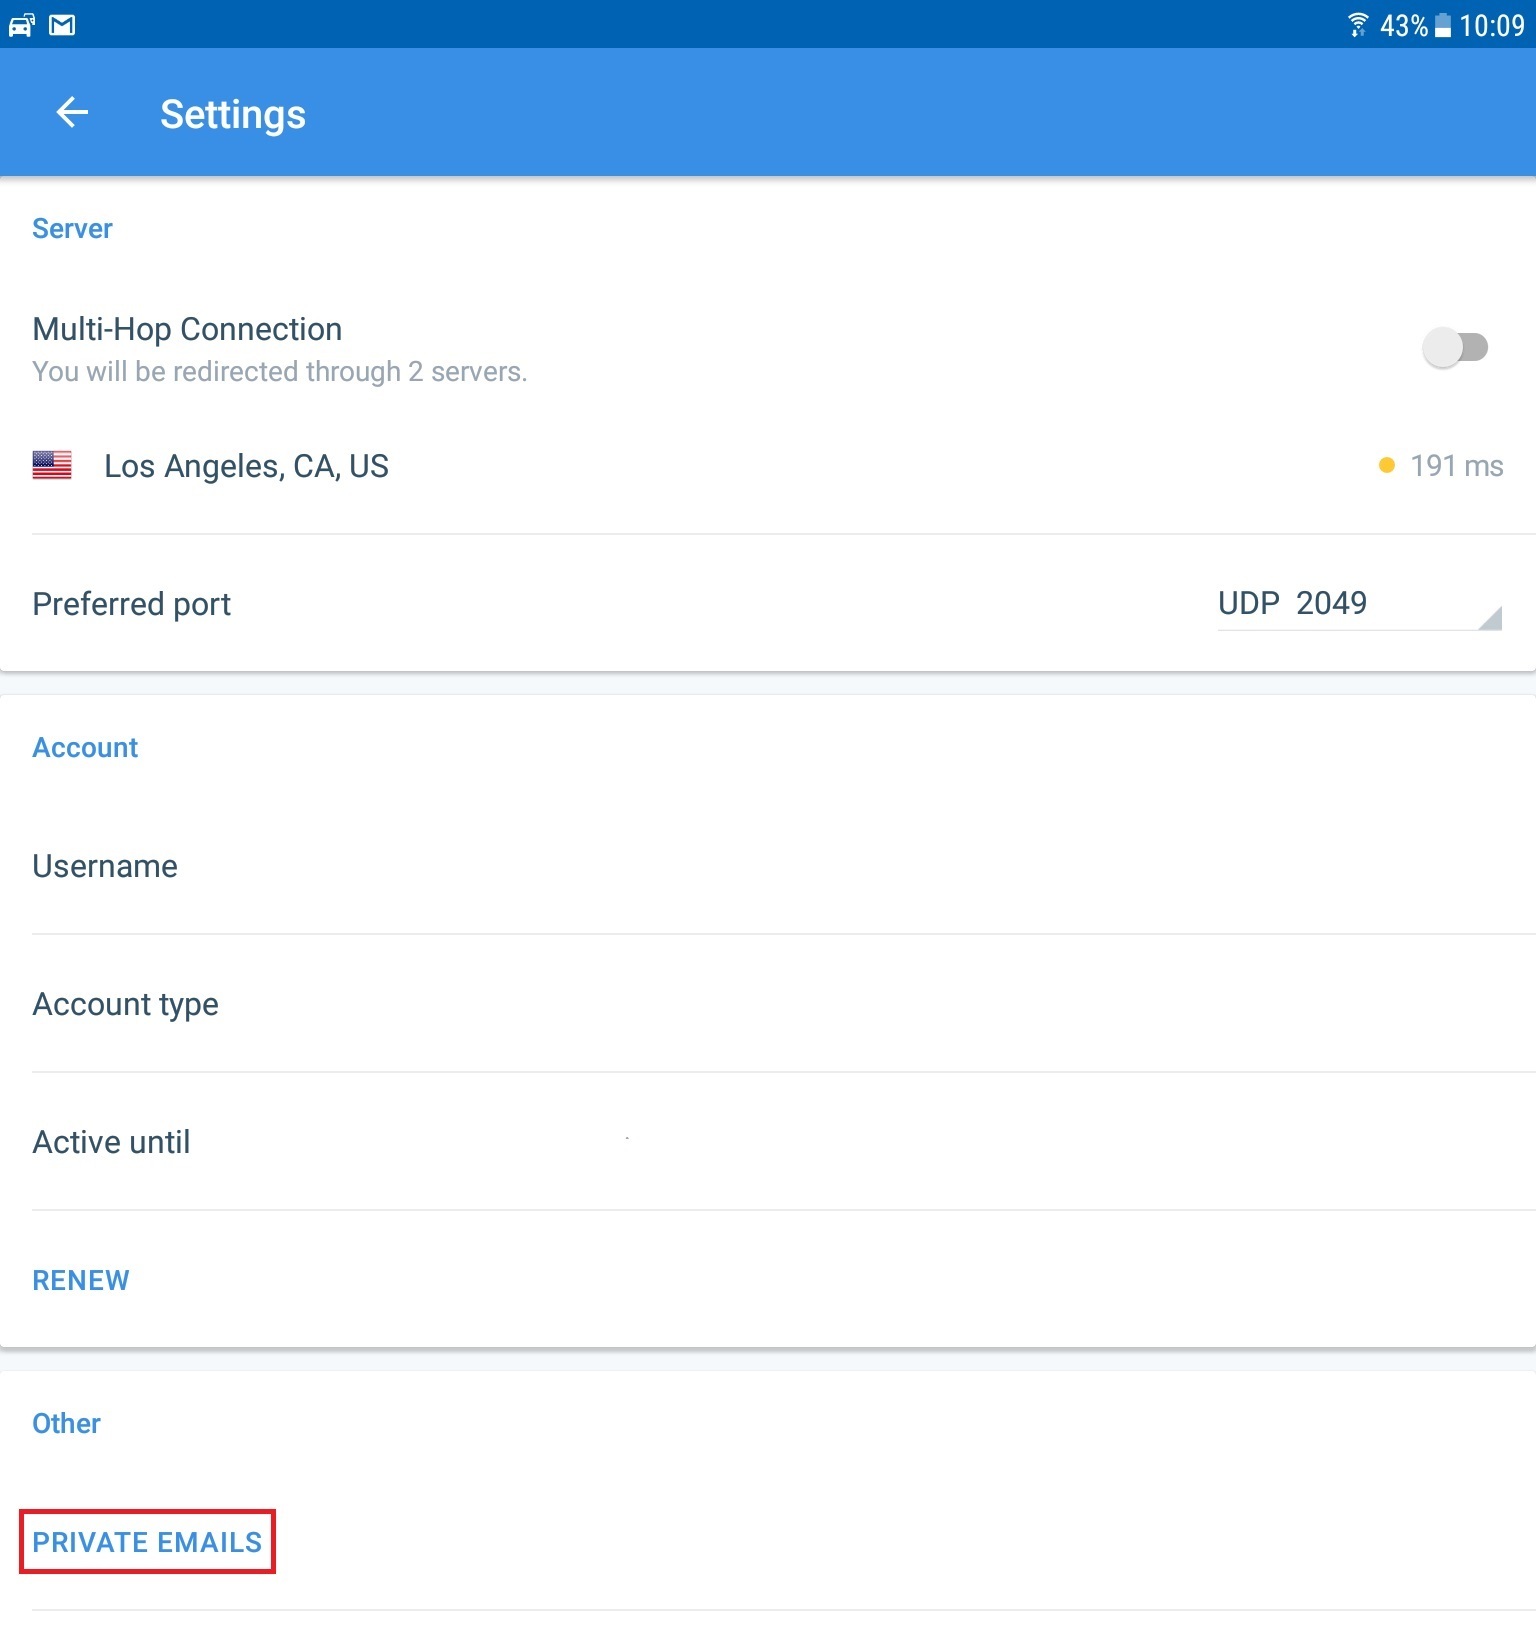 43% 10:09
Settings
Server
Multi-Hop Connection
You will be redirected through 2 servers.
Los Angeles, CA, US 191 ms
Preferred port UDP 2049
Account
Username
Account type
Active until
RENEW
Other
PRIVATE EMAILS